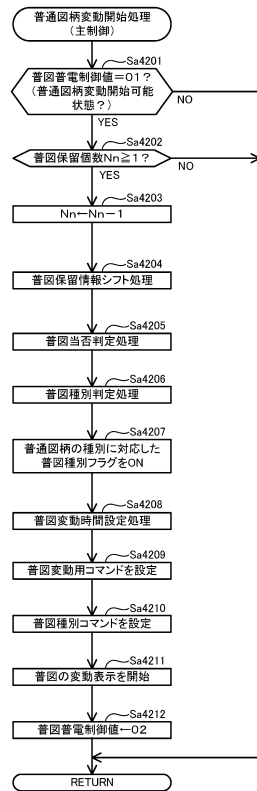 普通図柄変動開始処理
（主制御）
Sa4201
普図普電制御値＝01？
（普通図柄変動開始可能
状態？）
NO
YES
Sa4202
普図保留個数Nn≧1？
NO
YES
Sa4203
Nn←Nn－1
Sa4204
普図保留情報シフト処理
Sa4205
普図当否判定処理
Sa4206
普図種別判定処理
Sa4207
普通図柄の種別に対応した
普図種別フラグをON
Sa4208
普図変動時間設定処理
Sa4209
普図変動用コマンドを設定
Sa4210
普図種別コマンドを設定
Sa4211
普図の変動表示を開始
Sa4212
普図普電制御値←02
RETURN